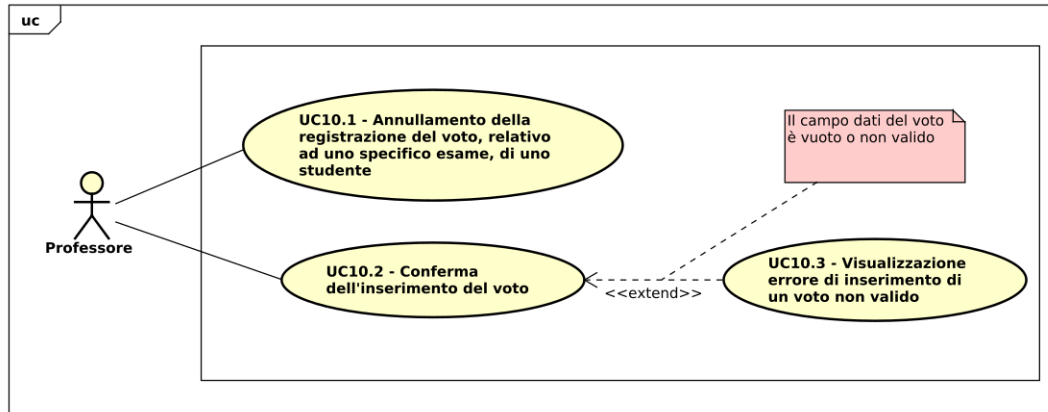 uc
UC10.1 - Annullamento della
registrazione del voto, relativo
ad uno specifico esame, di uno
studente
Il campo dati del voto
è vuoto o non valido
Professore
UC10.2 - Conferma
dell'inserimento del voto
<<extend>>
UC10.3 - Visualizzazione
errore di inserimento di
un voto non valido